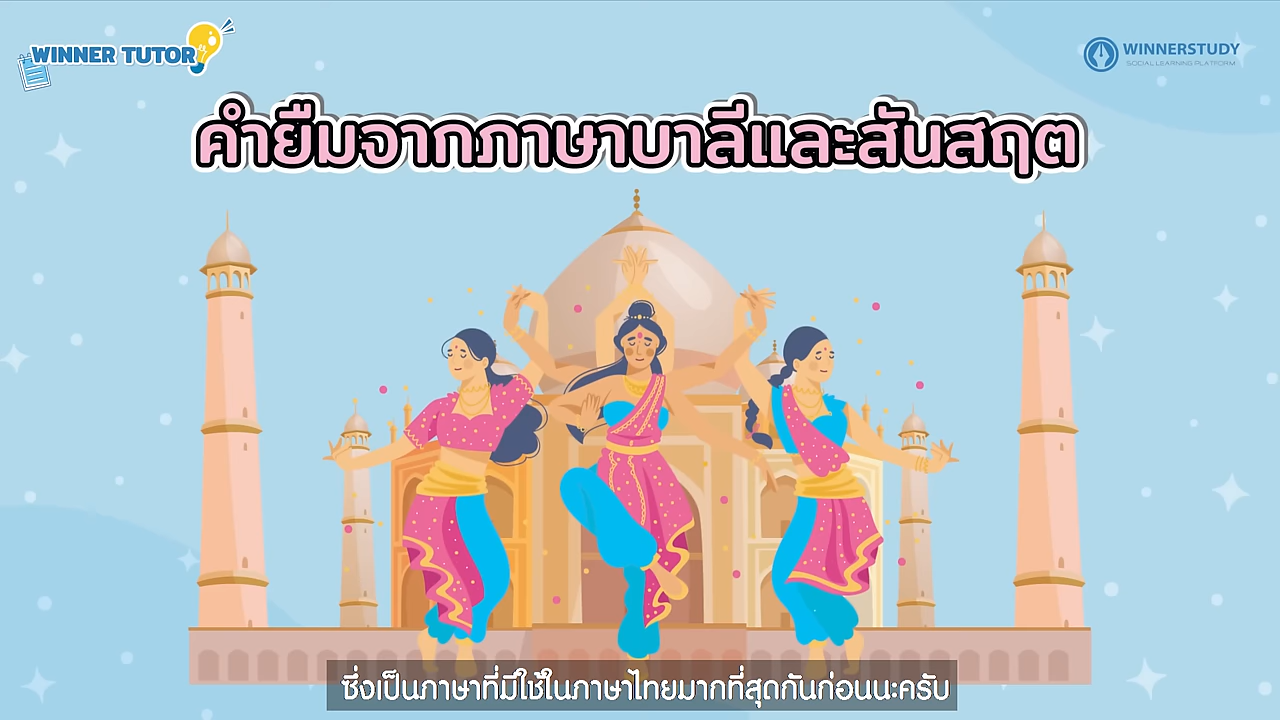 WINNER TUTOR
WINNERSTUDY
SOCIAL LEARNING PLATFORM
คำยืมจากภาษาบาลีและสันสฤต
ซึ่งเป็นภาษาที่มีใช้ในภาษาไทยมากที่สุดกันก่อนนะครับ